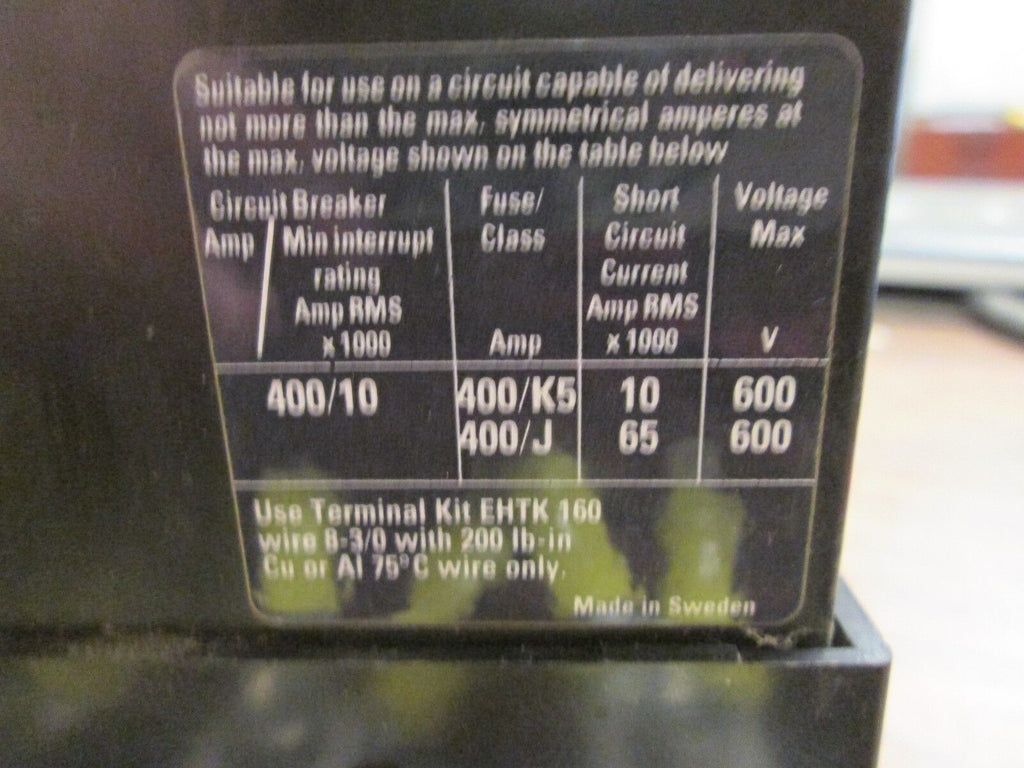 Suitable for use on a circuit capable of delivering
not more than the max. symmetrical amperes at
the max. voltage shown on the table below
Circuit Breaker Fuse/ Short Voltage
Amp / Min interrupt Class Circuit Max
rating Current
Amp RMS Amp RMS
x 1000 Amp x 1000 V
400/10 400/K5 10 600
400/J 65 600
Use Terminal Kit EHTK 160
wire 8-3/0 with 200 lb-in
Cu or Al 75°C wire only.
Made in Sweden